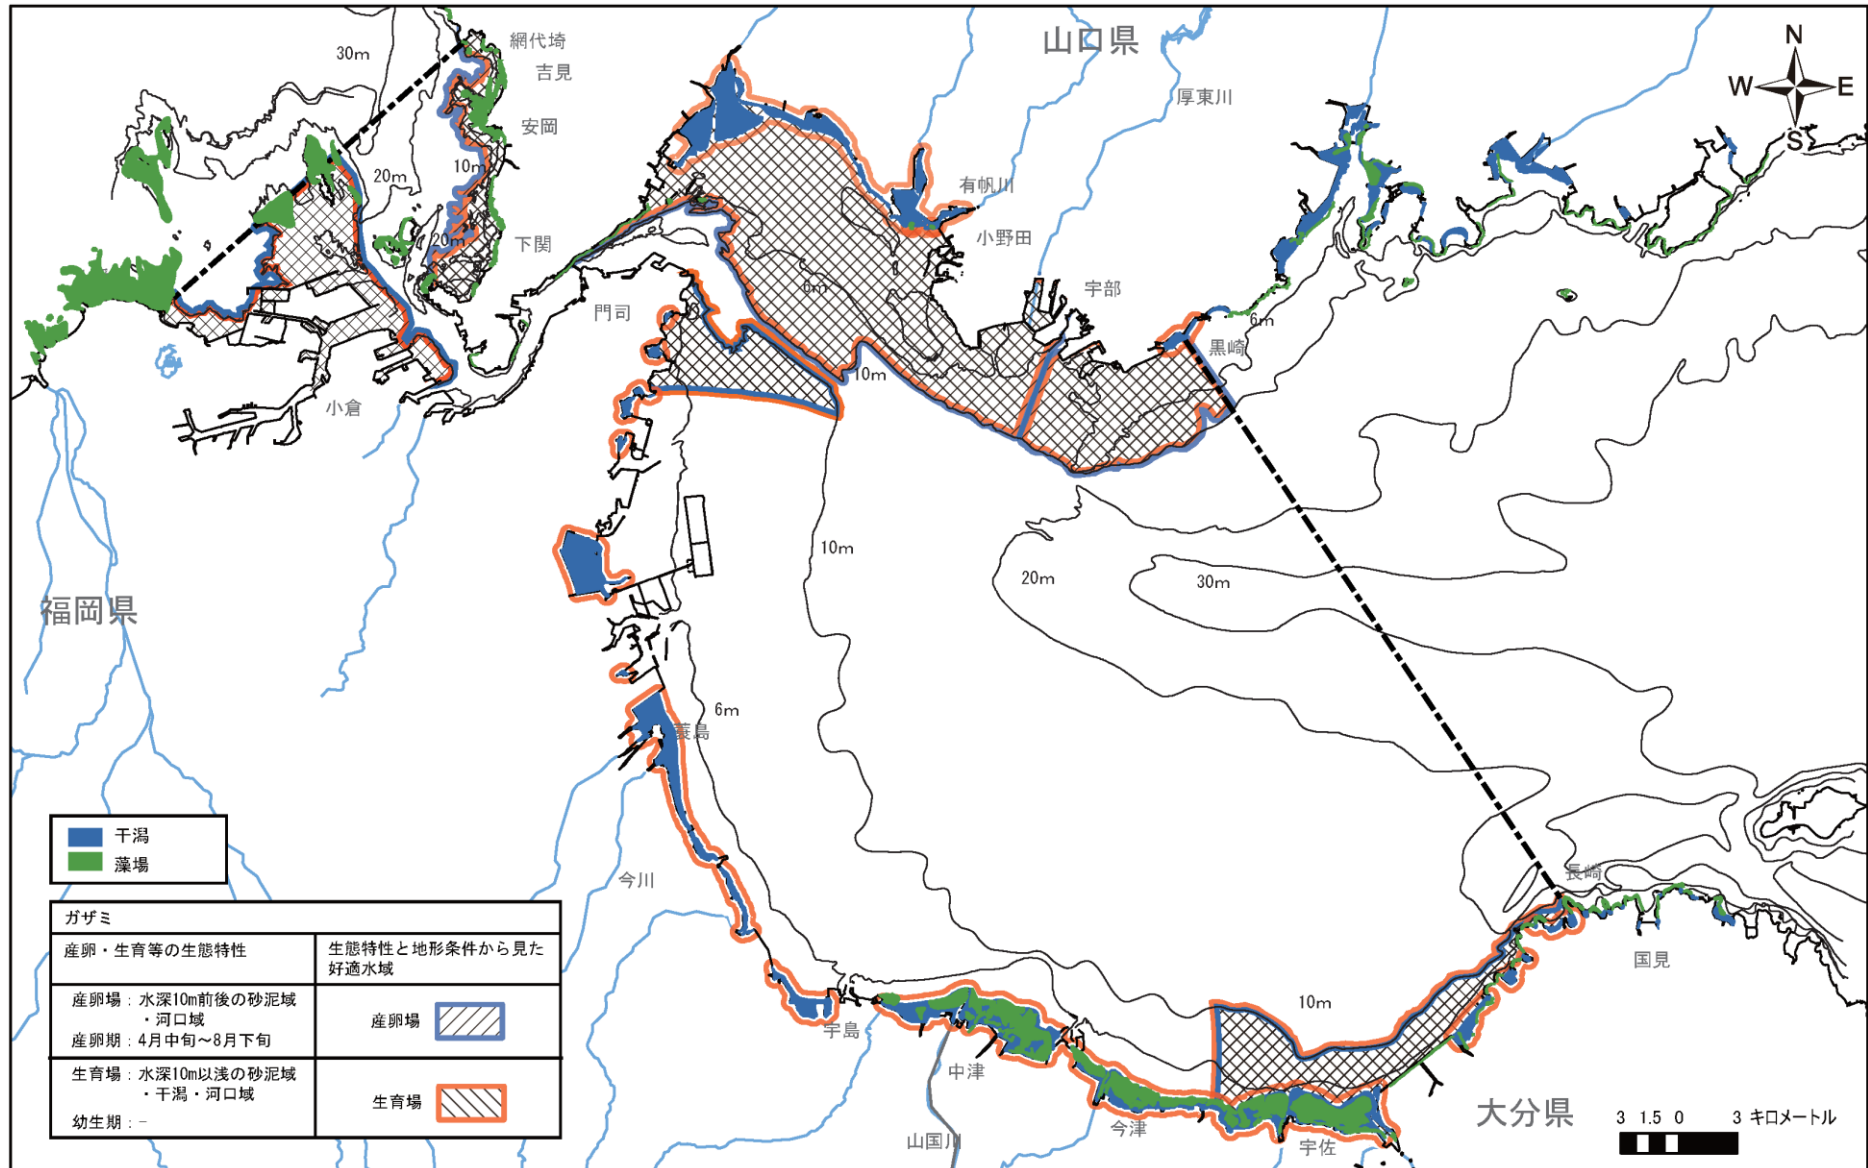 網代埼
吉見
安岡
下関
30m
20m
10m
20m
山口県
厚東川
N
W
E
S
有帆川
小野田
宇部
6m
黒崎
6m
門司
小倉
10m
10m
20m
30m
福岡県
6m
蓑島
今川
宇島
中津
山国川
今津
宇佐
10m
長崎
国見
大分県
干潟
藻場
ガザミ
産卵・生育等の生態特性
生態特性と地形条件から見た
好適水域
産卵場：水深10m前後の砂泥域
・河口域
産卵期：4月中旬～8月下旬
産卵場
生育場：水深10m以浅の砂泥域
・干潟・河口域
幼生期：－
生育場
3 1.5 0 3 キロメートル